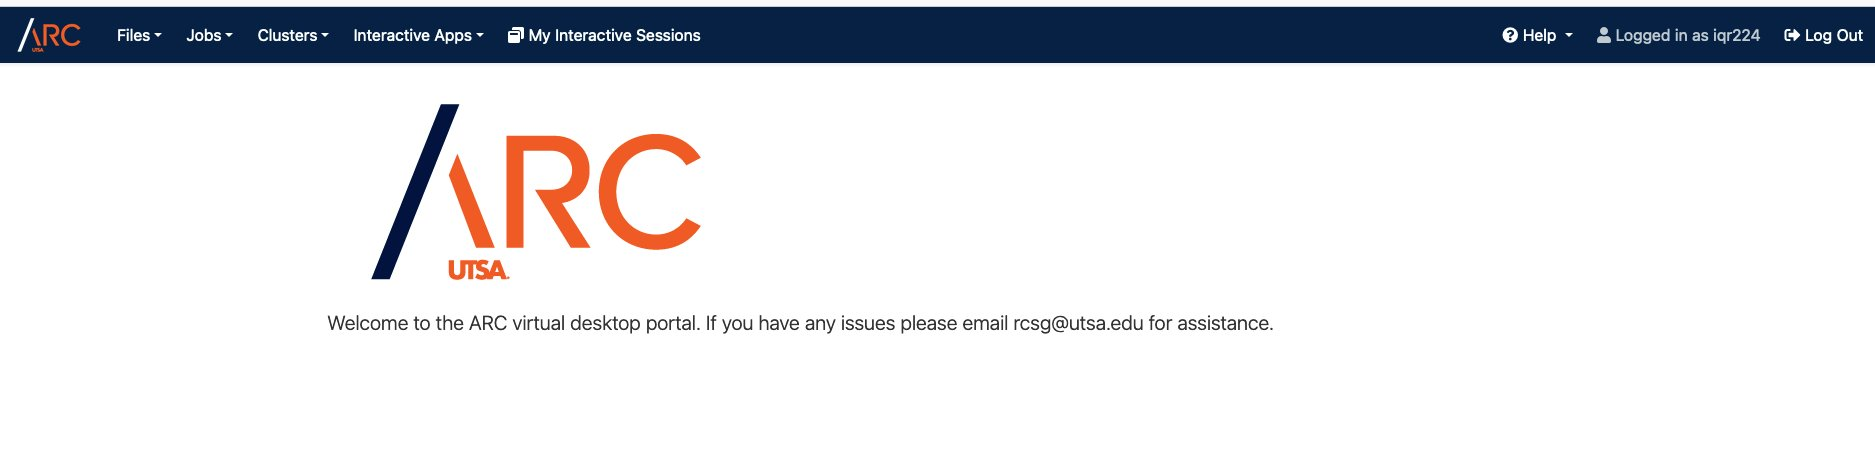 ARC
UTSA
Files Jobs Clusters Interactive Apps My Interactive Sessions Help Logged in as iqr224 Log Out
ARC
UTSA
Welcome to the ARC virtual desktop portal. If you have any issues please email rcsg@utsa.edu for assistance.